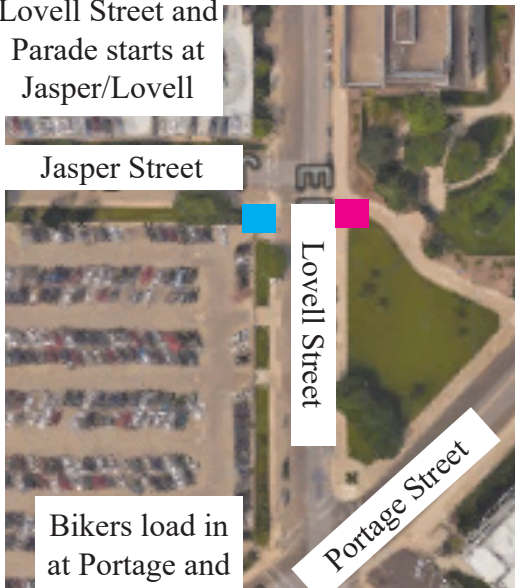 Lovell Street and
Parade starts at
Jasper/Lovell
Jasper Street
Lovell Street
Portage Street
Bikers load in
at Portage and